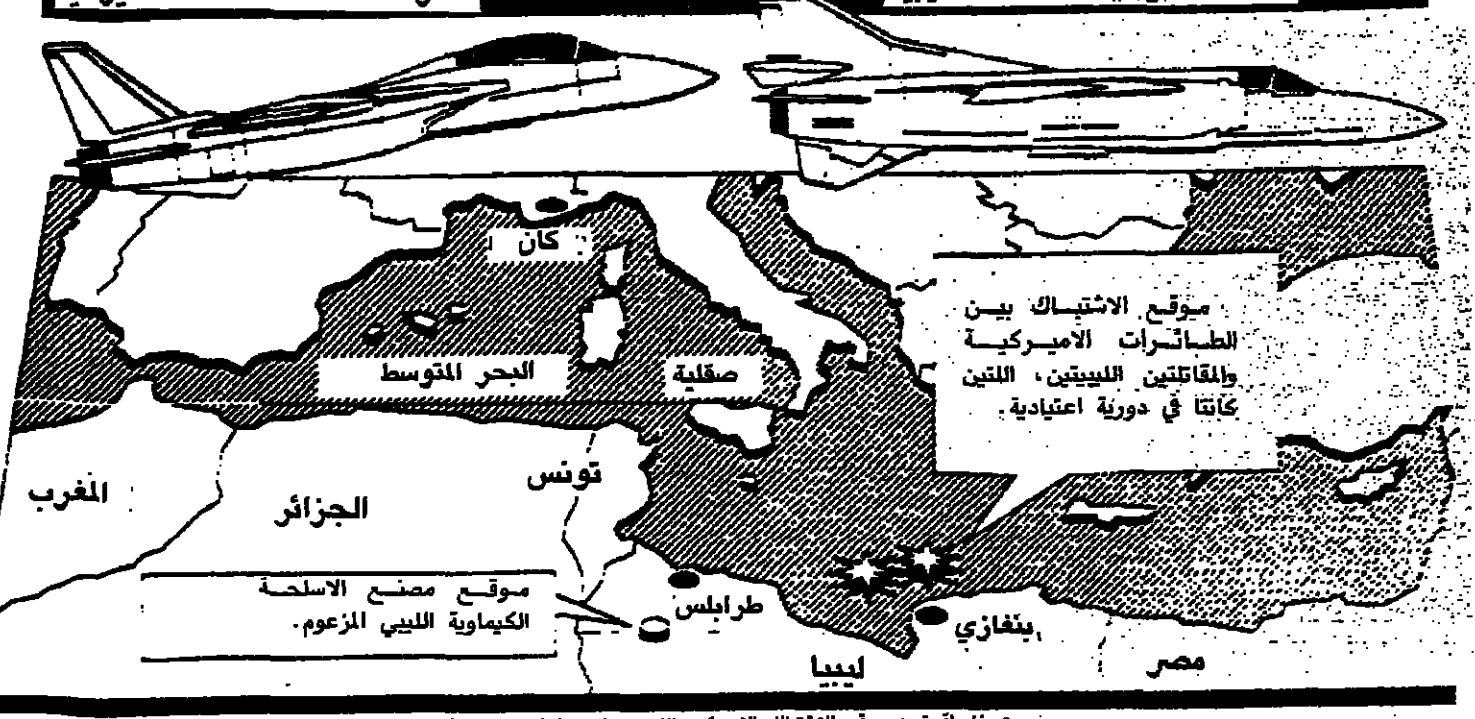 كان
موقع الاشتباك بين
الطائرات الاميركية
والمقاتلتين الليبيتين، اللتين
كانتا في دورية اعتيادية.
البحر المتوسط
صقلية
تونس
المغرب
الجزائر
موقع مصنع الاسلحة
الكيماوية الليبي المزعوم.
طرابلس
بنغازي
ليبيا
مصر